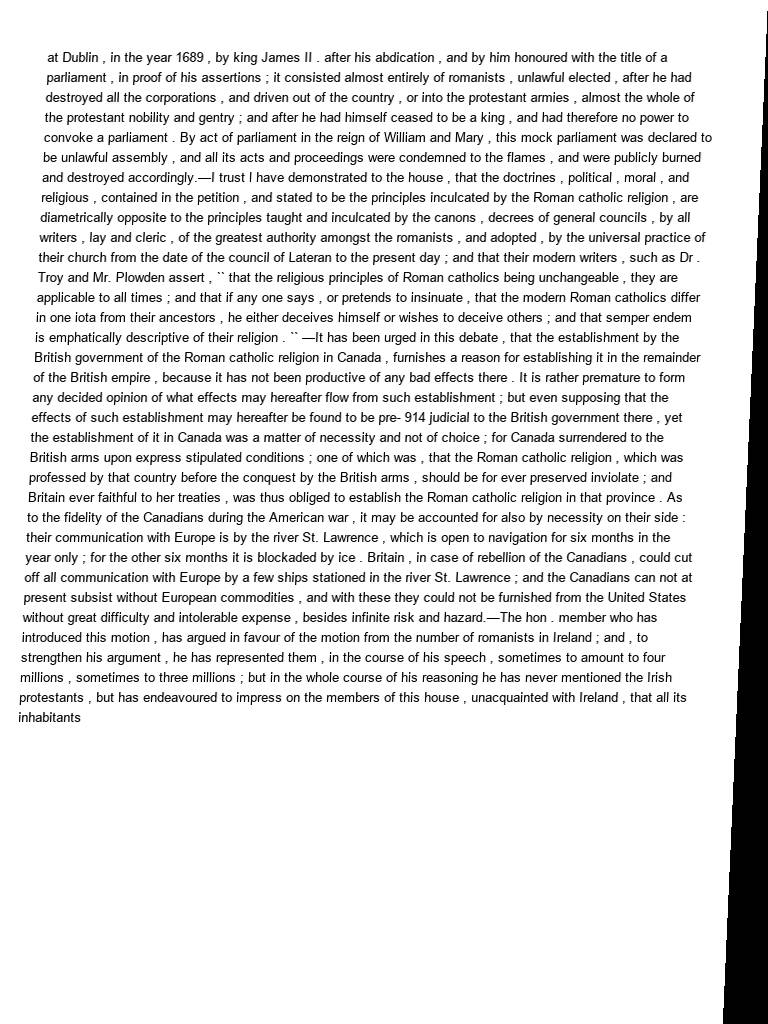 at Dublin , in the year 1689 , by king James II . after his abdication , and by him honoured with the title of a
parliament , in proof of his assertions ; it consisted almost entirely of romanists , unlawful elected , after he had
destroyed all the corporations , and driven out of the country , or into the protestant armies , almost the whole of
the protestant nobility and gentry ; and after he had himself ceased to be a king , and had therefore no power to
convoke a parliament . By act of parliament in the reign of William and Mary , this mock parliament was declared to
be unlawful assembly , and all its acts and proceedings were condemned to the flames , and were publicly burned
and destroyed accordingly.—I trust I have demonstrated to the house , that the doctrines , political , moral , and
religious , contained in the petition , and stated to be the principles inculcated by the Roman catholic religion , are
diametrically opposite to the principles taught and inculcated by the canons , decrees of general councils , by all
writers , lay and cleric , of the greatest authority amongst the romanists , and adopted , by the universal practice of
their church from the date of the council of Lateran to the present day ; and that their modern writers , such as Dr .
Troy and Mr. Plowden assert , `` that the religious principles of Roman catholics being unchangeable , they are
applicable to all times ; and that if any one says , or pretends to insinuate , that the modern Roman catholics differ
in one iota from their ancestors , he either deceives himself or wishes to deceive others ; and that semper endem
is emphatically descriptive of their religion . `` —It has been urged in this debate , that the establishment by the
British government of the Roman catholic religion in Canada , furnishes a reason for establishing it in the remainder
of the British empire , because it has not been productive of any bad effects there . It is rather premature to form
any decided opinion of what effects may hereafter flow from such establishment ; but even supposing that the
effects of such establishment may hereafter be found to be pre- 914 judicial to the British government there , yet
the establishment of it in Canada was a matter of necessity and not of choice ; for Canada surrendered to the
British arms upon express stipulated conditions ; one of which was , that the Roman catholic religion , which was
professed by that country before the conquest by the British arms , should be for ever preserved inviolate ; and
Britain ever faithful to her treaties , was thus obliged to establish the Roman catholic religion in that province . As
to the fidelity of the Canadians during the American war , it may be accounted for also by necessity on their side :
their communication with Europe is by the river St. Lawrence , which is open to navigation for six months in the
year only ; for the other six months it is blockaded by ice . Britain , in case of rebellion of the Canadians , could cut
off all communication with Europe by a few ships stationed in the river St. Lawrence ; and the Canadians can not at
present subsist without European commodities , and with these they could not be furnished from the United States
without great difficulty and intolerable expense , besides infinite risk and hazard.—The hon . member who has
introduced this motion , has argued in favour of the motion from the number of romanists in Ireland ; and , to
strengthen his argument , he has represented them , in the course of his speech , sometimes to amount to four
millions , sometimes to three millions ; but in the whole course of his reasoning he has never mentioned the Irish
protestants , but has endeavoured to impress on the members of this house , unacquainted with Ireland , that all its
inhabitants